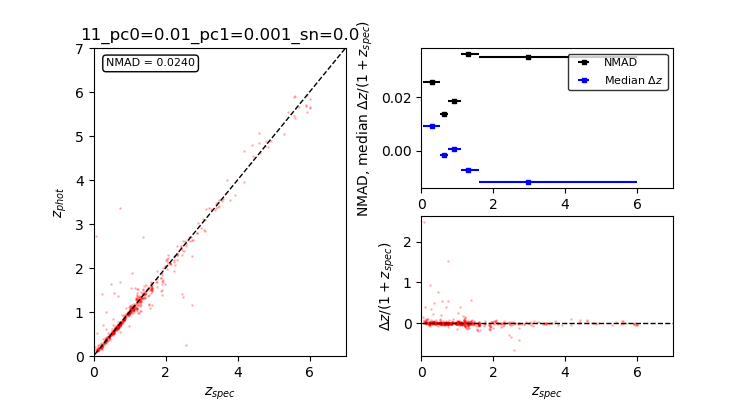 11_pc0=0.01_pc1=0.001_sn=0.0
NMAD = 0.0240
7
6
5
4
3
2
1
0
z_phot
0 2 4 6
z_spec
NMAD, median Δz/(1 + z_spec)
0.02
0.00
NMAD
Median Δz
0 2 4 6
Δz/(1 + z_spec)
2
1
0
0 2 4 6
z_spec